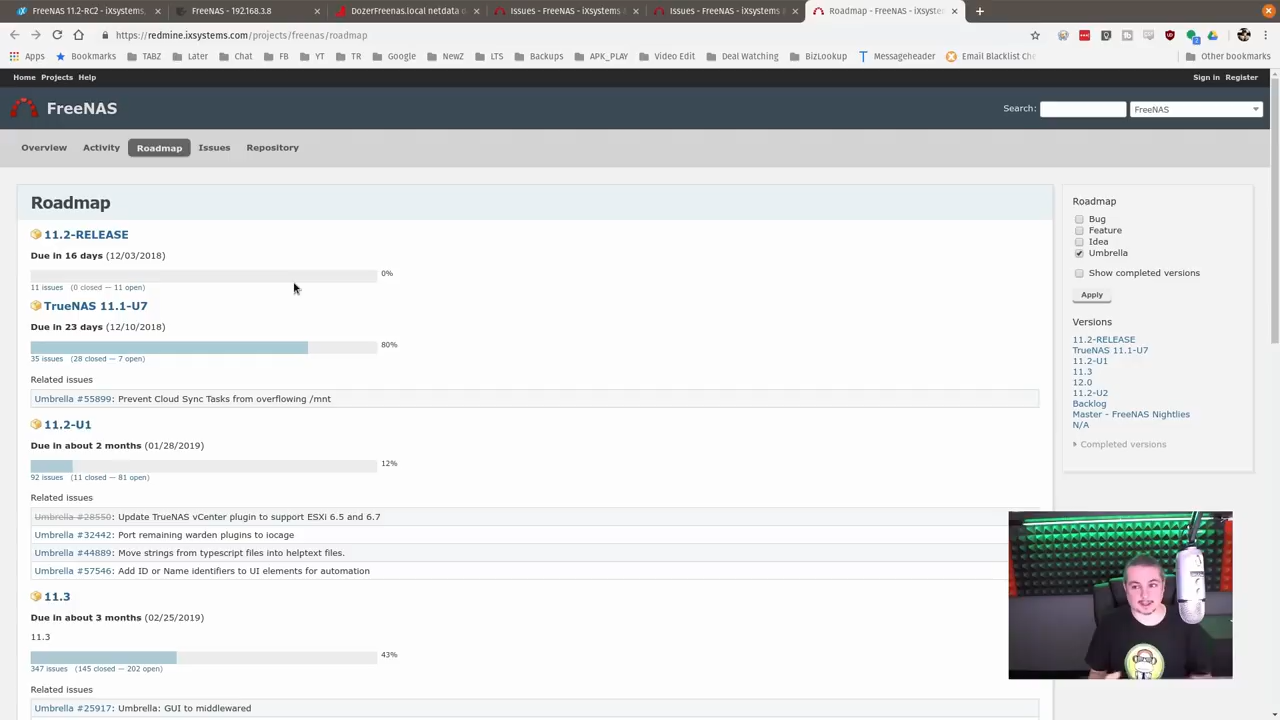 FreeNAS 11.2-RC2 - ixSystems,
FreeNAS - 192.168.3.8
DozerFreenas.local netdata d
Issues - FreeNAS - ixSystems
Issues - FreeNAS - ixSystems
Roadmap - FreeNAS - ixSystem
https://redmine.ixsystems.com/projects/freenas/roadmap
Apps
Bookmarks
TABZ
Later
Chat
FB
YT
TR
Google
NewZ
LTS
Backups
APK_PLAY
Video Edit
Deal Watching
BizLookup
Messageheader
Email Blacklist Che
Other bookmarks
Home Projects Help
Sign in Register
FreeNAS
Search:
FreeNAS
Overview
Activity
Roadmap
Issues
Repository
Roadmap
11.2-RELEASE
Due in 16 days (12/03/2018)
0%
11 issues (0 closed — 11 open)
TrueNAS 11.1-U7
Due in 23 days (12/10/2018)
80%
35 issues (28 closed — 7 open)
Related issues
Umbrella #55899: Prevent Cloud Sync Tasks from overflowing /mnt
11.2-U1
Due in about 2 months (01/28/2019)
12%
92 issues (11 closed — 81 open)
Related issues
Umbrella #28550: Update TrueNAS vCenter plugin to support ESXi 6.5 and 6.7
Umbrella #32442: Port remaining warden plugins to iocage
Umbrella #44889: Move strings from typescript files into helptext files.
Umbrella #57546: Add ID or Name identifiers to UI elements for automation
11.3
Due in about 3 months (02/25/2019)
11.3
43%
347 issues (145 closed — 202 open)
Related issues
Umbrella #25917: Umbrella: GUI to middlewared
Roadmap
Bug
Feature
Idea
Umbrella
Show completed versions
Apply
Versions
11.2-RELEASE
TrueNAS 11.1-U7
11.2-U1
11.3
12.0
11.2-U2
Backlog
Master - FreeNAS Nightlies
N/A
Completed versions